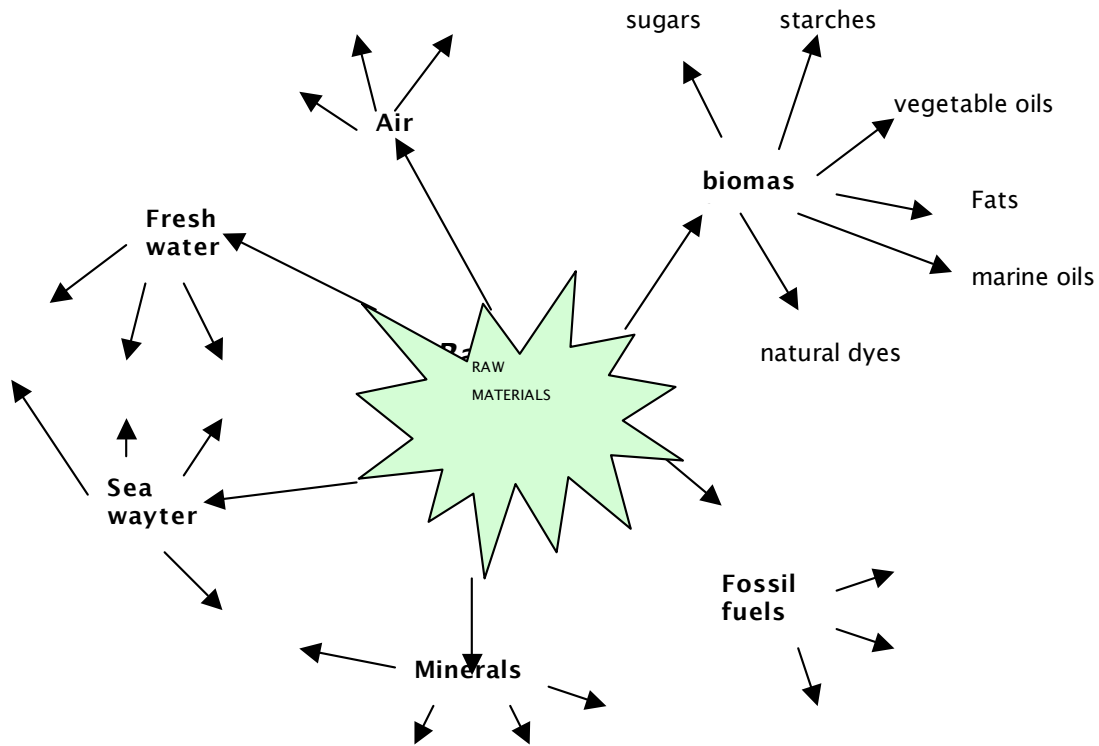 sugars
starches
Air
vegetable oils
biomas
Fats
Fresh
water
marine oils
natural dyes
RAW
MATERIALS
Sea
wayter
Fossil
fuels
Minerals